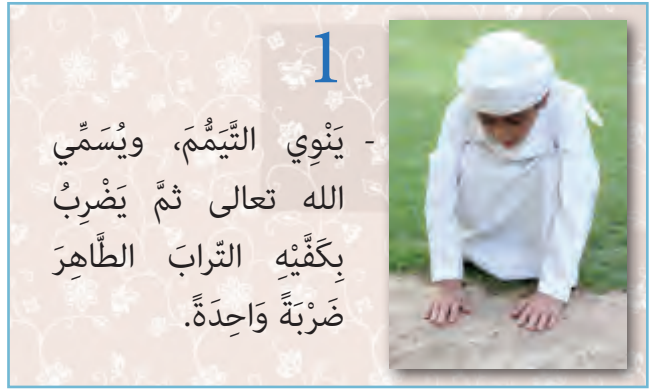 1
- يَنْوِي التَّيَمُّمَ، ويُسَمِّي
الله تعالى ثمَّ يَضْرِبُ
بِكَفَّيْهِ التّرابَ الطَّاهِرَ
ضَرْبَةً وَاحِدَةً.